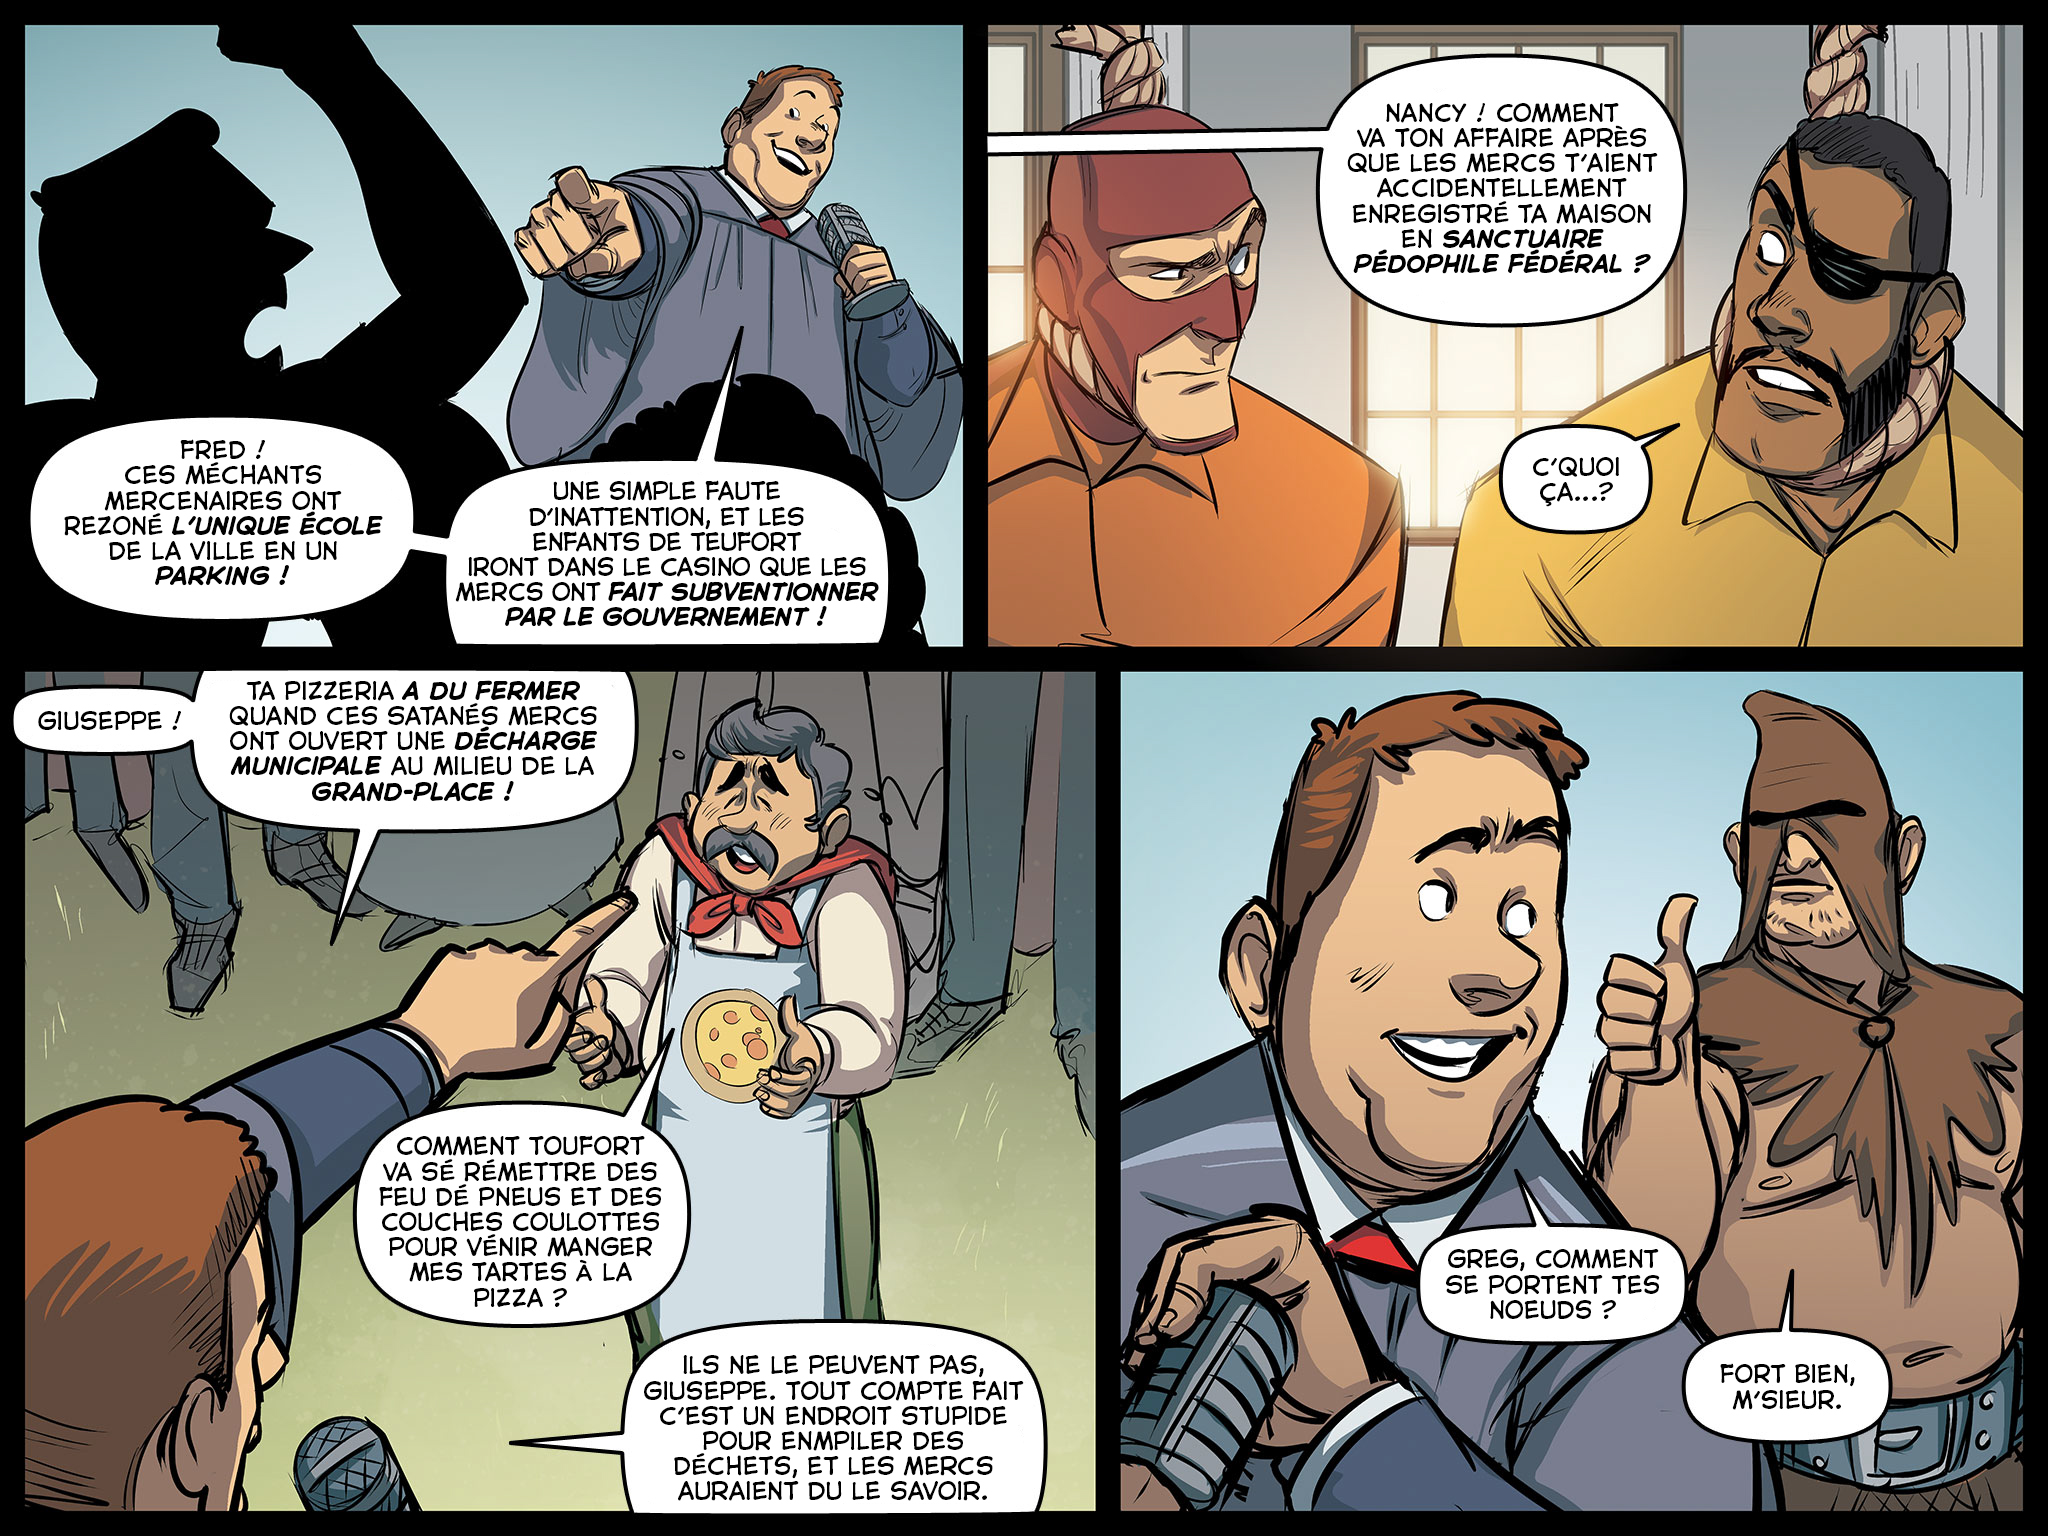 FRED !
CES MÉCHANTS
MERCENAIRES ONT
REZONÉ L'UNIQUE ÉCOLE
DE LA VILLE EN UN
PARKING !
UNE SIMPLE FAUTE
D'INATTENTION, ET LES
ENFANTS DE TEUFORT
IRONT DANS LE CASINO QUE LES
MERCS ONT FAIT SUBVENTIONNER
PAR LE GOUVERNEMENT !
NANCY ! COMMENT
VA TON AFFAIRE APRÈS
QUE LES MERCS T'AIENT
ACCIDENTELLEMENT
ENREGISTRÉ TA MAISON
EN SANCTUAIRE
PÉDOPHILE FÉDÉRAL ?
C'QUOI
ÇA...?
GIUSEPPE !
TA PIZZERIA A DU FERMER
QUAND CES SATANÉS MERCS
ONT OUVERT UNE DÉCHARGE
MUNICIPALE AU MILIEU DE LA
GRAND-PLACE !
COMMENT TOUFORT
VA SÉ RÉMETTRE DES
FEU DÉ PNEUS ET DES
COUCHES COULOTTES
POUR VÉNIR MANGER
MES TARTES À LA
PIZZA ?
ILS NE LE PEUVENT PAS,
GIUSEPPE. TOUT COMPTE FAIT
C'EST UN ENDROIT STUPIDE
POUR ENMPILER DES
DÉCHETS, ET LES MERCS
AURAIENT DU LE SAVOIR.
GREG, COMMENT
SE PORTENT TES
NOEUDS ?
FORT BIEN,
M'SIEUR.